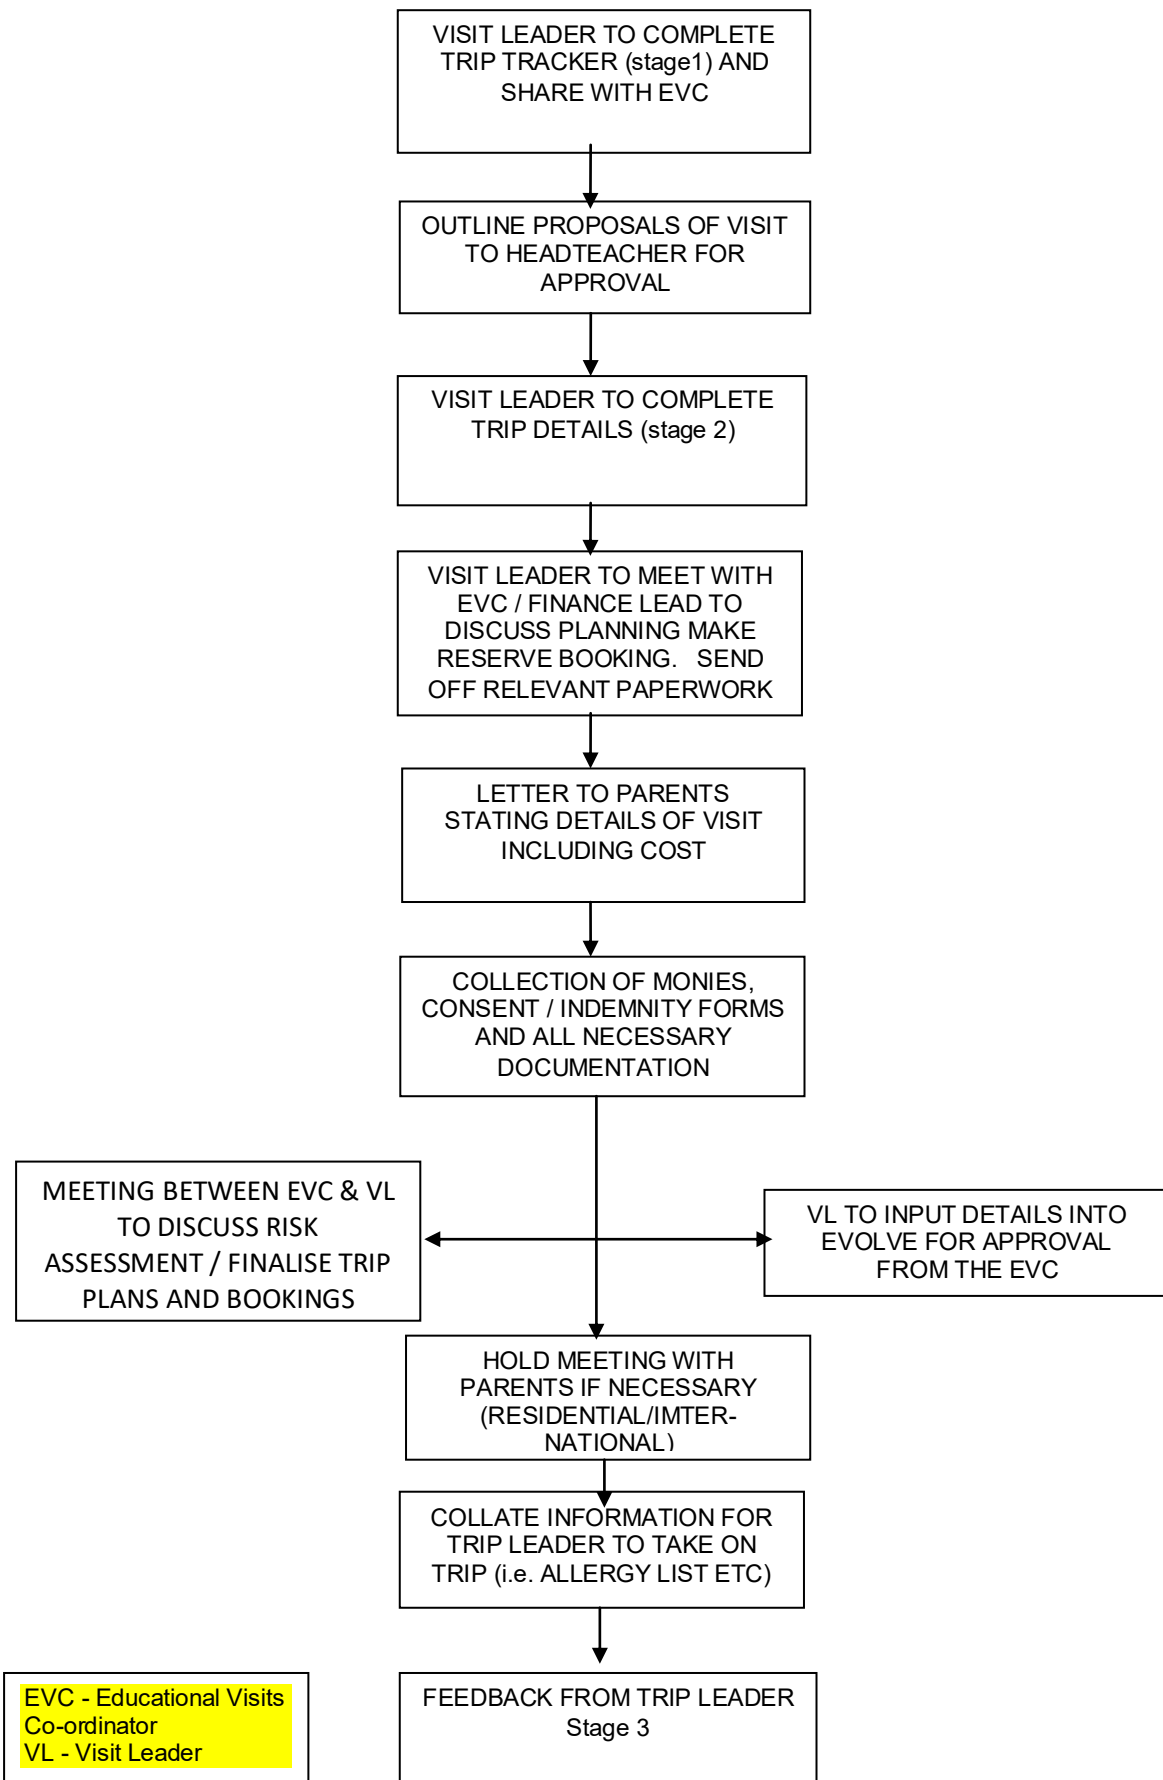 VISIT LEADER TO COMPLETE
TRIP TRACKER (stage1) AND
SHARE WITH EVC
OUTLINE PROPOSALS OF VISIT
TO HEADTEACHER FOR
APPROVAL
VISIT LEADER TO COMPLETE
TRIP DETAILS (stage 2)
VISIT LEADER TO MEET WITH
EVC / FINANCE LEAD TO
DISCUSS PLANNING MAKE
RESERVE BOOKING.   SEND
OFF RELEVANT PAPERWORK
LETTER TO PARENTS
STATING DETAILS OF VISIT
INCLUDING COST
COLLECTION OF MONIES,
CONSENT / INDEMNITY FORMS
AND ALL NECESSARY
DOCUMENTATION
MEETING BETWEEN EVC & VL
TO DISCUSS RISK
ASSESSMENT / FINALISE TRIP
PLANS AND BOOKINGS
VL TO INPUT DETAILS INTO
EVOLVE FOR APPROVAL
FROM THE EVC
HOLD MEETING WITH
PARENTS IF NECESSARY
(RESIDENTIAL/IMTER-
NATIONAL)
COLLATE INFORMATION FOR
TRIP LEADER TO TAKE ON
TRIP (i.e. ALLERGY LIST ETC)
FEEDBACK FROM TRIP LEADER
Stage 3
EVC - Educational Visits
Co-ordinator
VL - Visit Leader